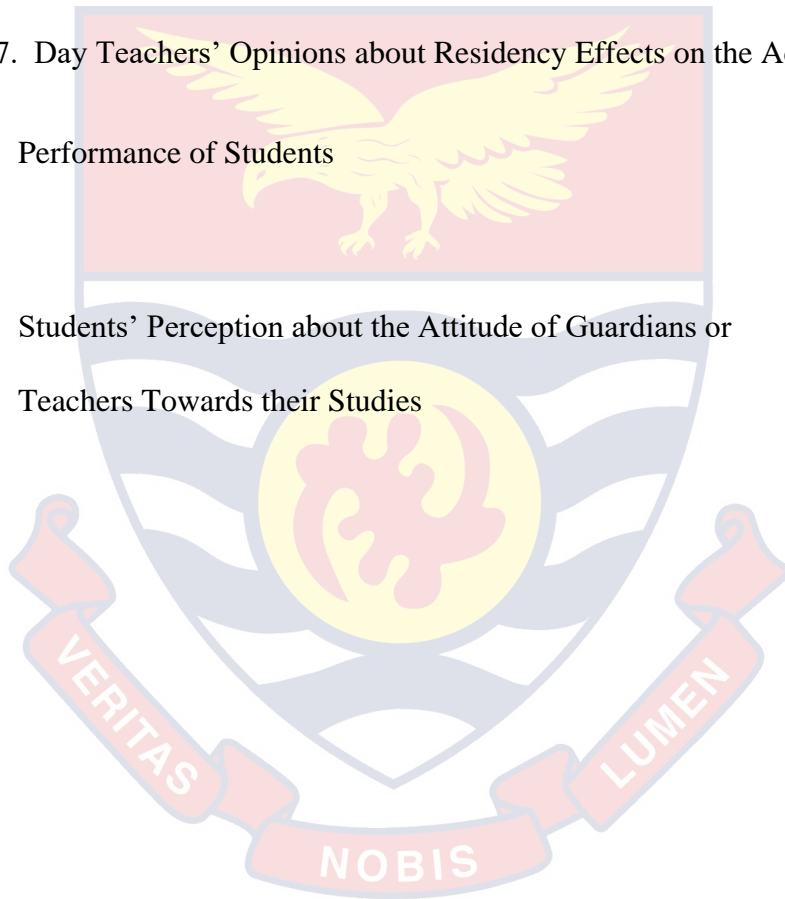 7. Day Teachers’ Opinions about Residency Effects on the A
Performance of Students
Students’ Perception about the Attitude of Guardians or
Teachers Towards their Studies
VERITAS
NOBIS
LUMEN